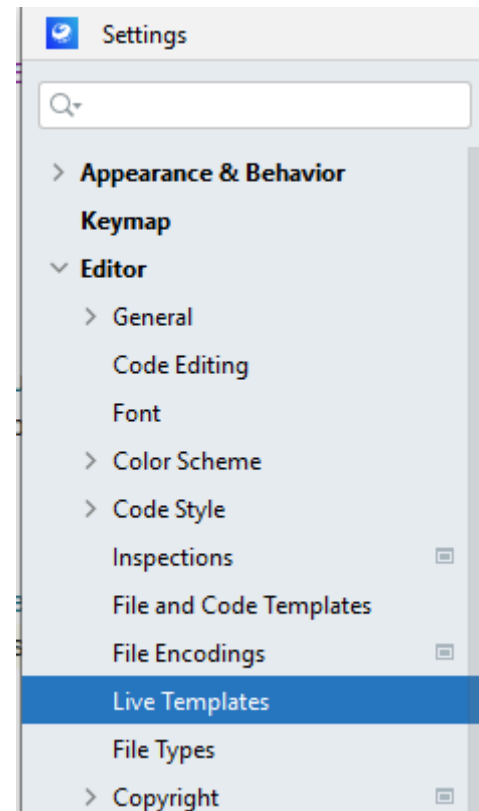 Settings
Appearance & Behavior
Keymap
Editor
General
Code Editing
Font
Color Scheme
Code Style
Inspections
File and Code Templates
File Encodings
Live Templates
File Types
Copyright